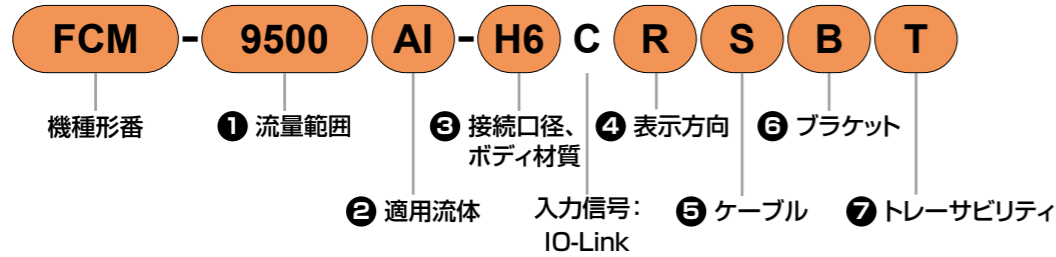 FCM - 9500 AI - H6 C R S B T
機種形番
❶ 流量範囲
❸ 接続口径、
ボディ材質
❹ 表示方向
❻ ブラケット
❷ 適用流体
入力信号：
IO-Link
❺ ケーブル
❼ トレーサビリティ